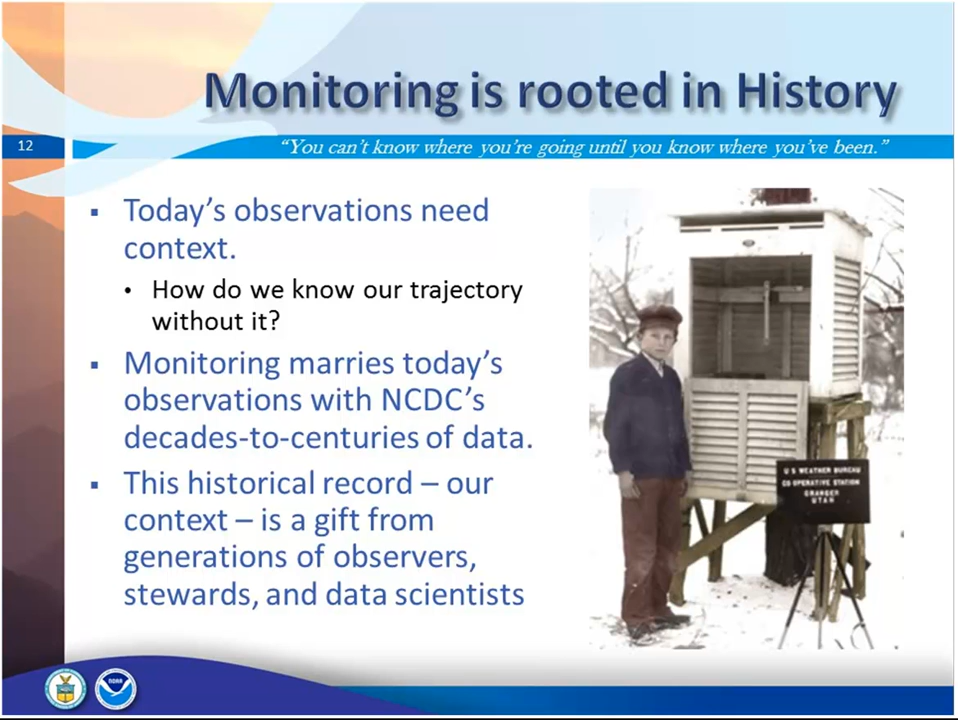 Monitoring is rooted in History
12
“You can’t know where you’re going until you know where you’ve been.”
Today’s observations need
context.
How do we know our trajectory
without it?
Monitoring marries today’s
observations with NCDC’s
decades-to-centuries of data.
This historical record – our
context – is a gift from
generations of observers,
stewards, and data scientists
U S WEATHER BUREAU
CO OPERATIVE STATION
GRANGER
UTAH
NOAA